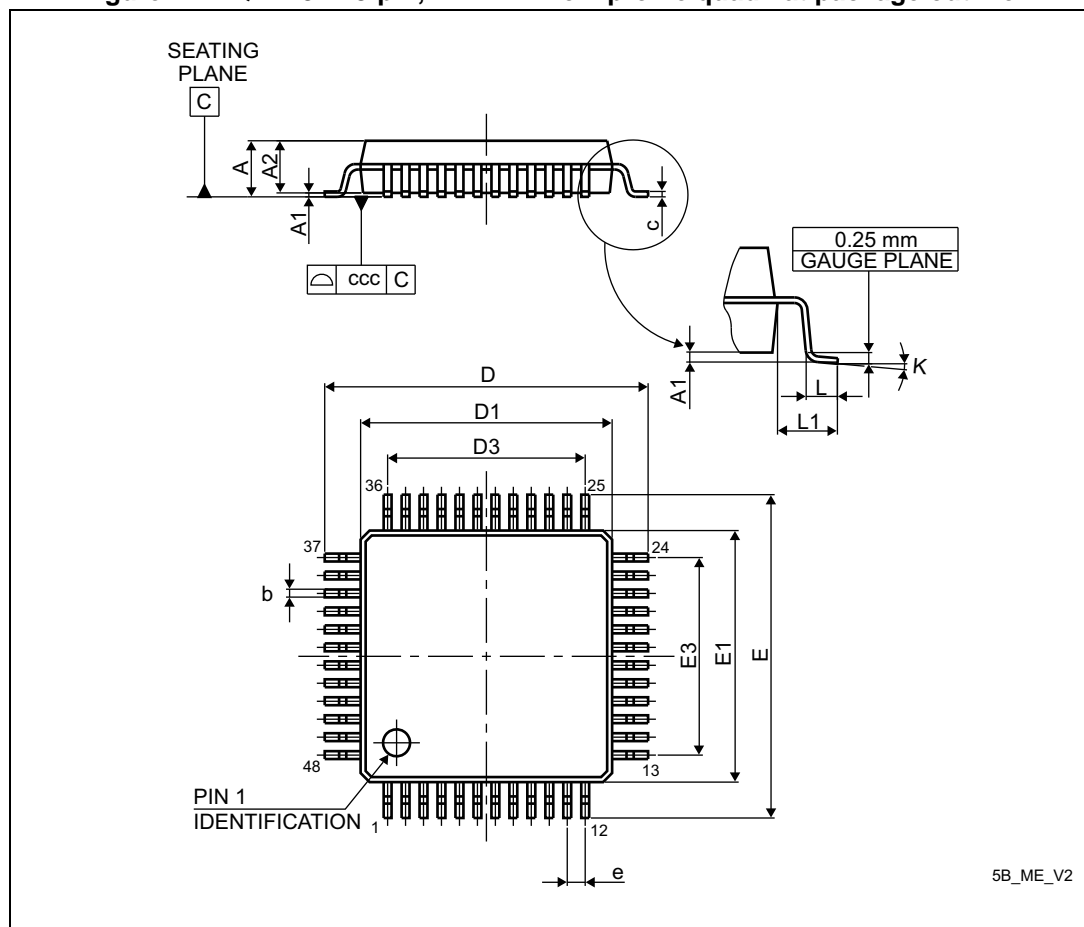 SEATING
PLANE
C
A
A2
A1
c
ccc C
0.25 mm
GAUGE PLANE
A1
K
L
L1
D
D1
D3
36
25
37
24
b
E3
E1
E
48
13
PIN 1
IDENTIFICATION
1
12
e
5B_ME_V2